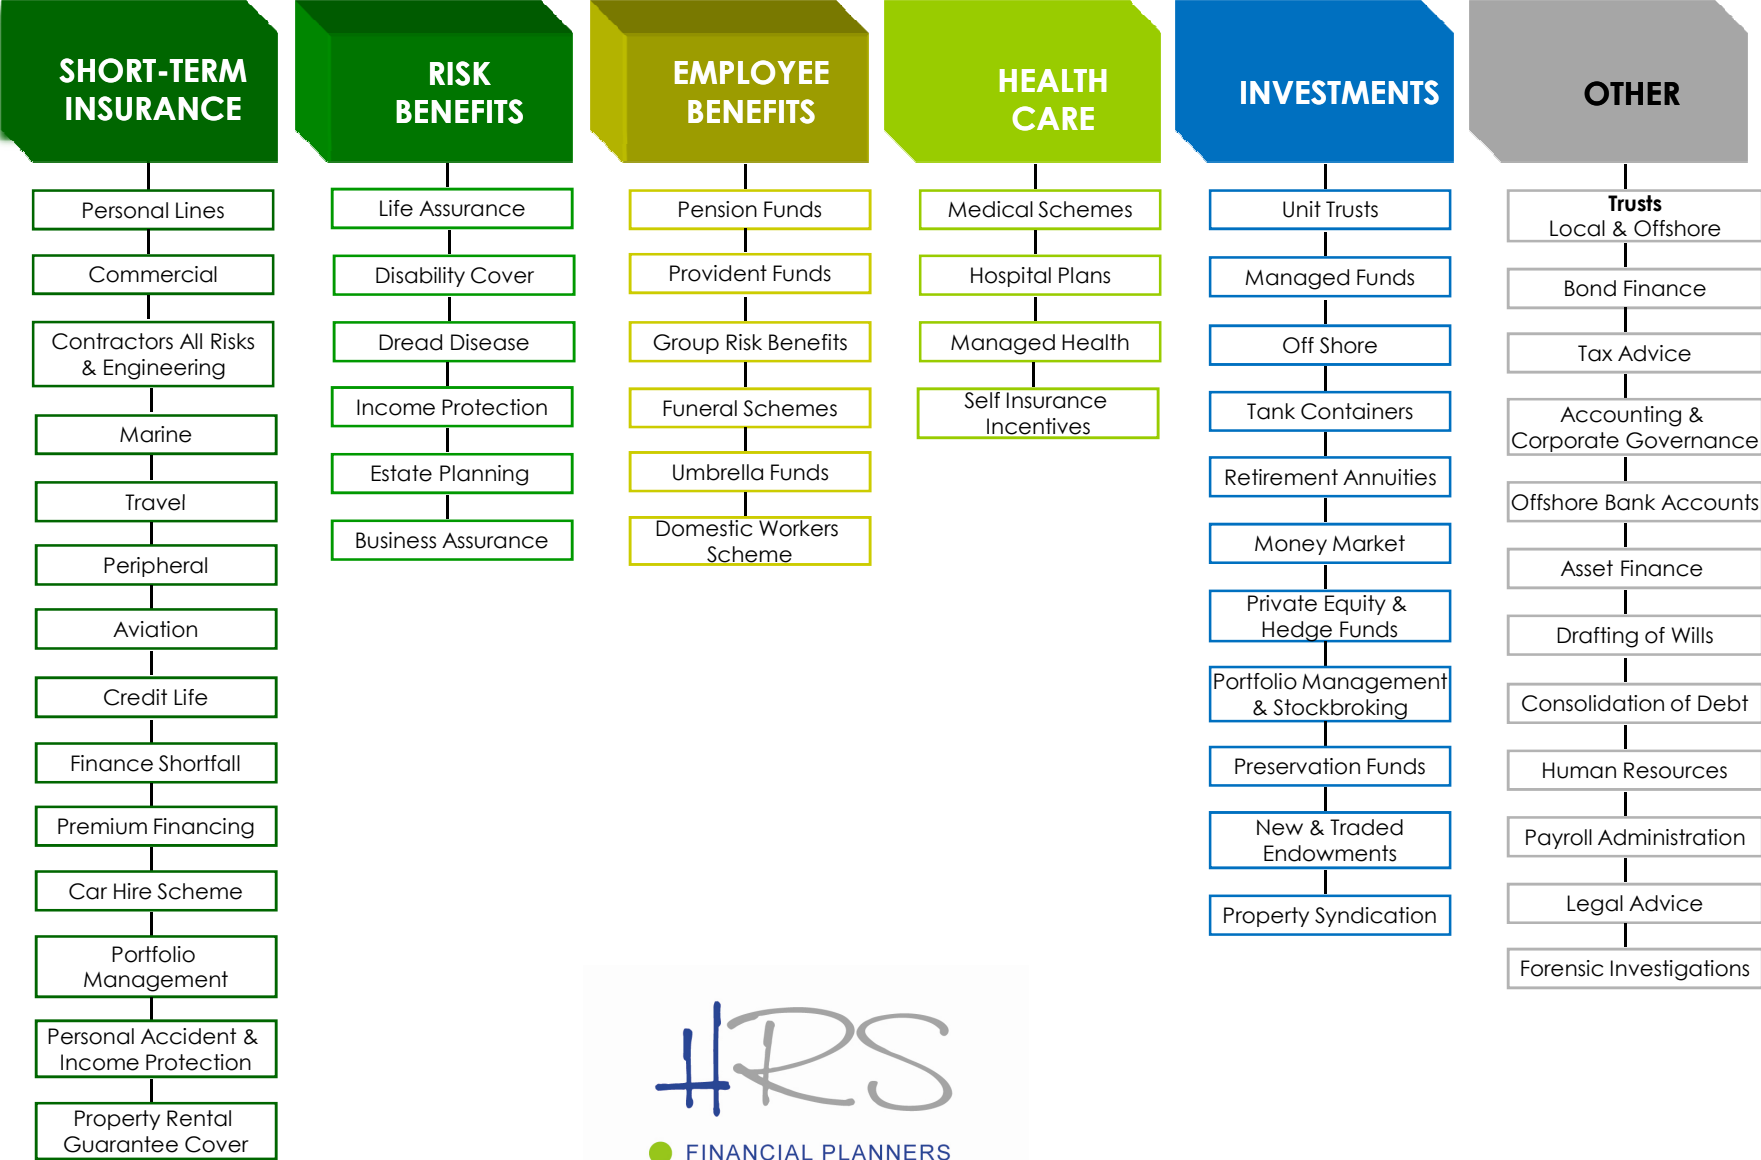 SHORT-TERM
INSURANCE
Personal Lines
Commercial
Contractors All Risks
& Engineering
Marine
Travel
Peripheral
Aviation
Credit Life
Finance Shortfall
Premium Financing
Car Hire Scheme
Portfolio
Management
Personal Accident &
Income Protection
Property Rental
Guarantee Cover
RISK
BENEFITS
Life Assurance
Disability Cover
Dread Disease
Income Protection
Estate Planning
Business Assurance
EMPLOYEE
BENEFITS
Pension Funds
Provident Funds
Group Risk Benefits
Funeral Schemes
Umbrella Funds
Domestic Workers
Scheme
HEALTH
CARE
Medical Schemes
Hospital Plans
Managed Health
Self Insurance
Incentives
INVESTMENTS
Unit Trusts
Managed Funds
Off Shore
Tank Containers
Retirement Annuities
Money Market
Private Equity &
Hedge Funds
Portfolio Management
& Stockbroking
Preservation Funds
New & Traded
Endowments
Property Syndication
OTHER
Trusts
Local & Offshore
Bond Finance
Tax Advice
Accounting &
Corporate Governance
Offshore Bank Accounts
Asset Finance
Drafting of Wills
Consolidation of Debt
Human Resources
Payroll Administration
Legal Advice
Forensic Investigations
HRS
FINANCIAL PLANNERS